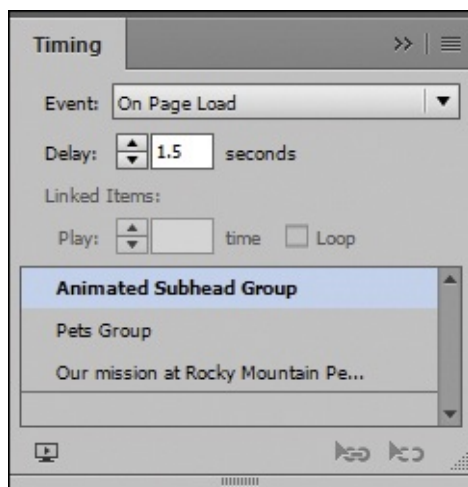 Timing
Event: On Page Load
Delay: 1.5 seconds
Linked Items:
Play: time Loop
Animated Subhead Group
Pets Group
Our mission at Rocky Mountain Pe...